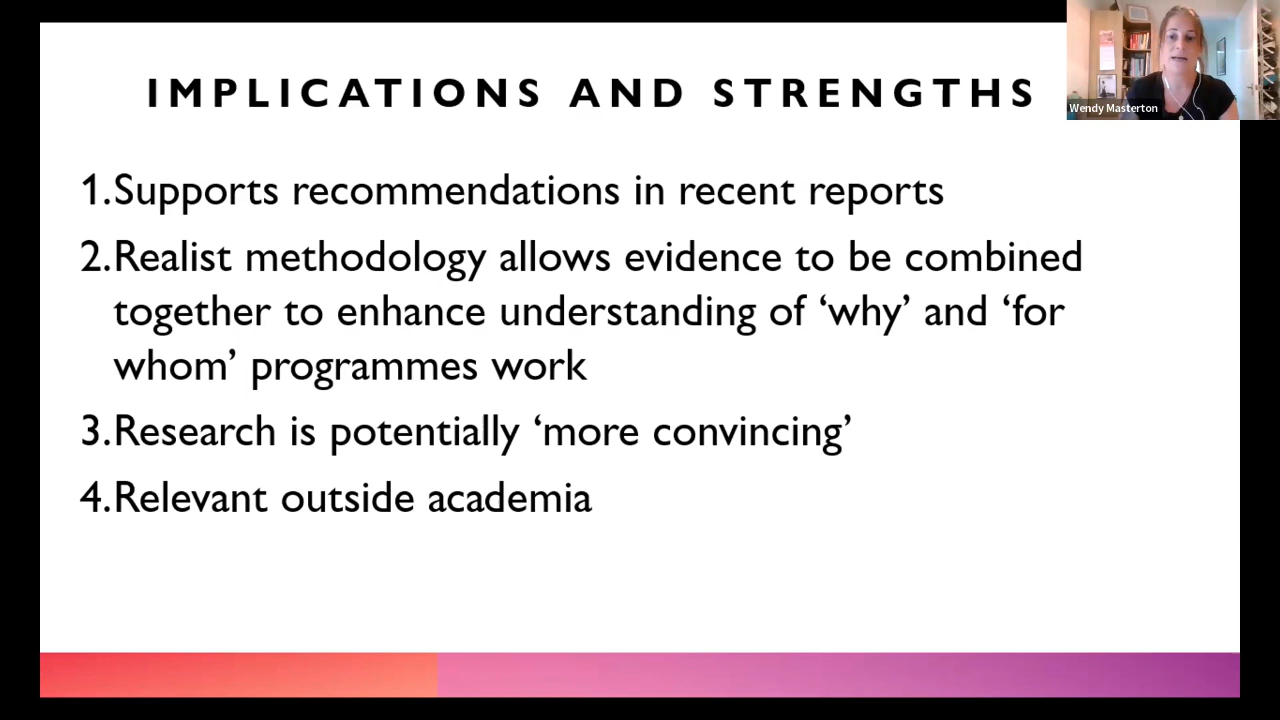 IMPLICATIONS AND STRENGTHS
Wendy Masterton
1.Supports recommendations in recent reports
2.Realist methodology allows evidence to be combined
together to enhance understanding of ‘why’ and ‘for
whom’ programmes work
3.Research is potentially ‘more convincing’
4.Relevant outside academia